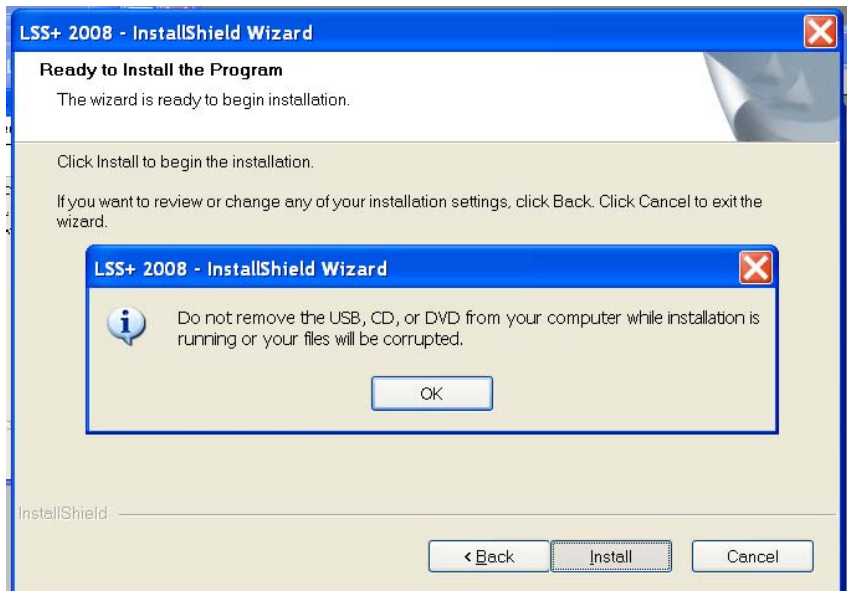 LSS+ 2008 - InstallShield Wizard
Ready to Install the Program
The wizard is ready to begin installation.
Click Install to begin the installation.
If you want to review or change any of your installation settings, click Back. Click Cancel to exit the
wizard.
LSS+ 2008 - InstallShield Wizard
Do not remove the USB, CD, or DVD from your computer while installation is
running or your files will be corrupted.
OK
InstallShield
< Back
Install
Cancel